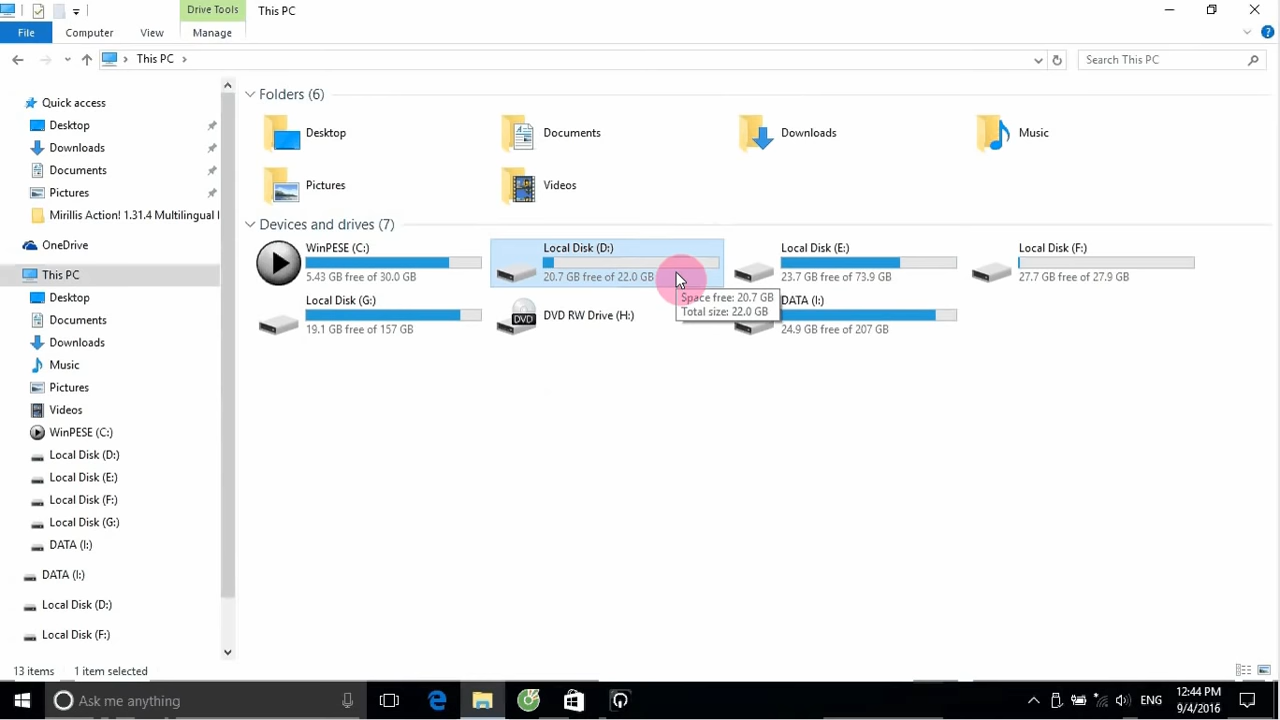 Drive Tools
This PC
File
Computer
View
Manage
This PC
Search This PC
Quick access
Desktop
Downloads
Documents
Pictures
Mirillis Action! 1.31.4 Multilingual
OneDrive
This PC
Desktop
Documents
Downloads
Music
Pictures
Videos
WinPESE (C:)
Local Disk (D:)
Local Disk (E:)
Local Disk (F:)
Local Disk (G:)
DATA (I:)
DATA (I:)
Local Disk (D:)
Local Disk (F:)
Folders (6)
Desktop
Documents
Downloads
Music
Pictures
Videos
Devices and drives (7)
WinPESE (C:)
5.43 GB free of 30.0 GB
Local Disk (D:)
20.7 GB free of 22.0 GB
Local Disk (E:)
23.7 GB free of 73.9 GB
Local Disk (F:)
27.7 GB free of 27.9 GB
Local Disk (G:)
19.1 GB free of 157 GB
DVD
DVD RW Drive (H:)
DATA (I:)
24.9 GB free of 207 GB
Space free: 20.7 GB
Total size: 22.0 GB
13 items
1 item selected
Ask me anything
ENG
12:44 PM
9/4/2016